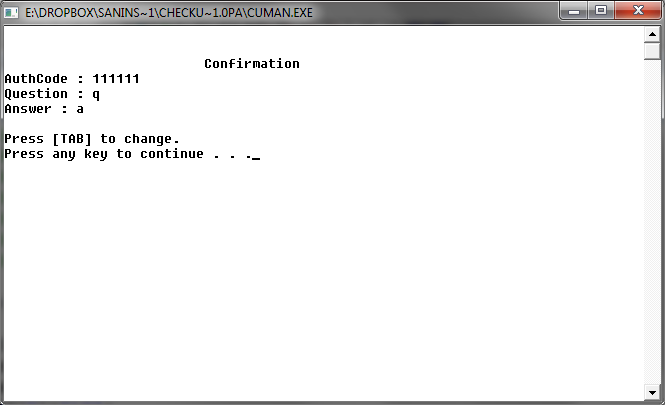 E:\DROPBOX\SANINS~1\CHECKU~1.0PA\CUMAN.EXE
Confirmation
AuthCode : 111111
Question : q
Answer : a
Press [TAB] to change.
Press any key to continue . . ._